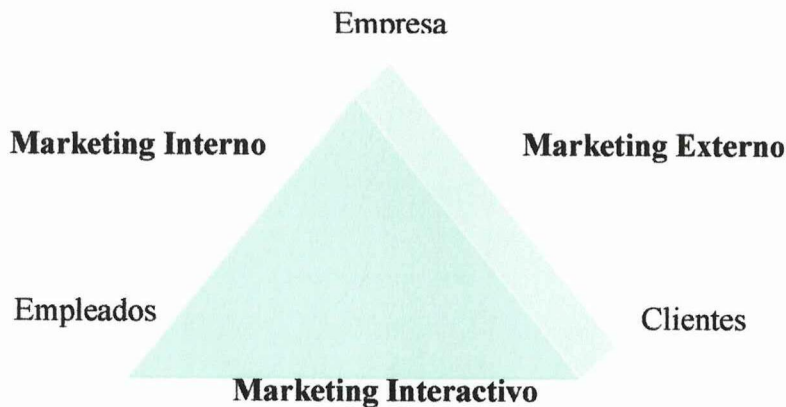 Empresa
Marketing Interno
Marketing Externo
Empleados
Clientes
Marketing Interactivo